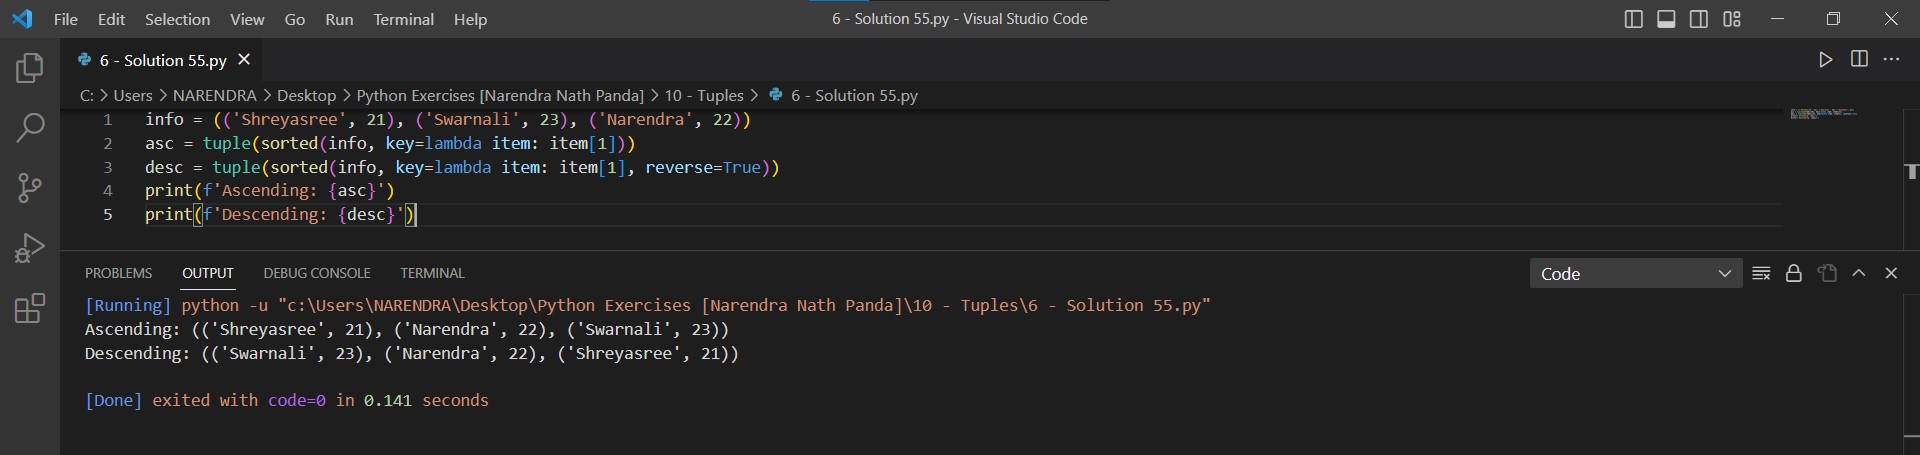 File Edit Selection View Go Run Terminal Help 6 - Solution 55.py - Visual Studio Code
6 - Solution 55.py
C: > Users > NARENDRA > Desktop > Python Exercises [Narendra Nath Panda] > 10 - Tuples > 6 - Solution 55.py
1 info = (('Shreyasree', 21), ('Swarnali', 23), ('Narendra', 22))
2 asc = tuple(sorted(info, key=lambda item: item[1]))
3 desc = tuple(sorted(info, key=lambda item: item[1], reverse=True))
4 print(f'Ascending: {asc}')
5 print(f'Descending: {desc}')
PROBLEMS OUTPUT DEBUG CONSOLE TERMINAL Code
[Running] python -u "c:\Users\NARENDRA\Desktop\Python Exercises [Narendra Nath Panda]\10 - Tuples\6 - Solution 55.py"
Ascending: (('Shreyasree', 21), ('Narendra', 22), ('Swarnali', 23))
Descending: (('Swarnali', 23), ('Narendra', 22), ('Shreyasree', 21))
[Done] exited with code=0 in 0.141 seconds